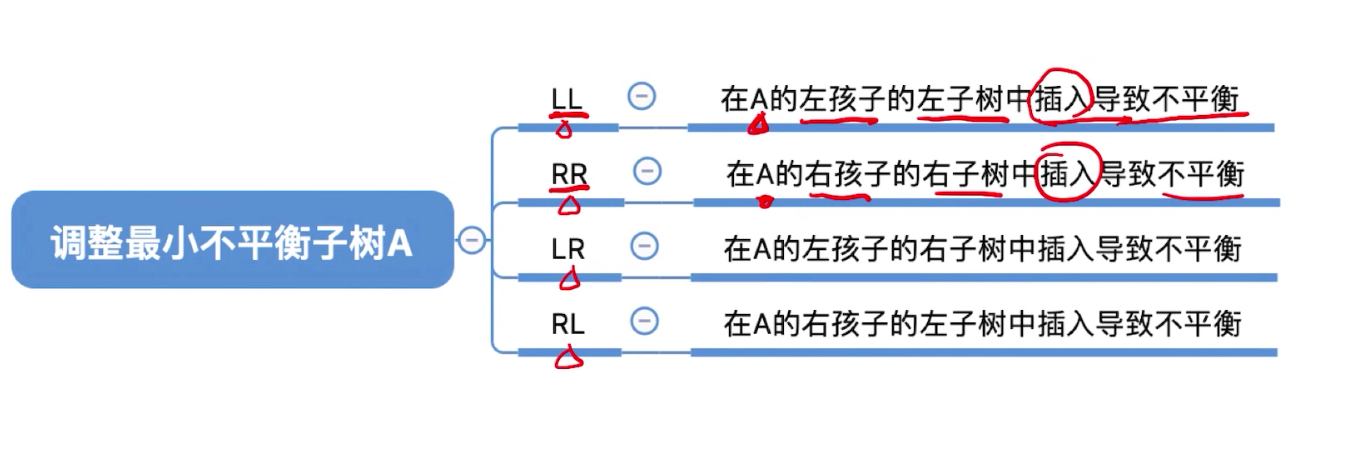 调整最小不平衡子树A
LL
在A的左孩子的左子树中插入导致不平衡
RR
在A的右孩子的右子树中插入导致不平衡
LR
在A的左孩子的右子树中插入导致不平衡
RL
在A的右孩子的左子树中插入导致不平衡